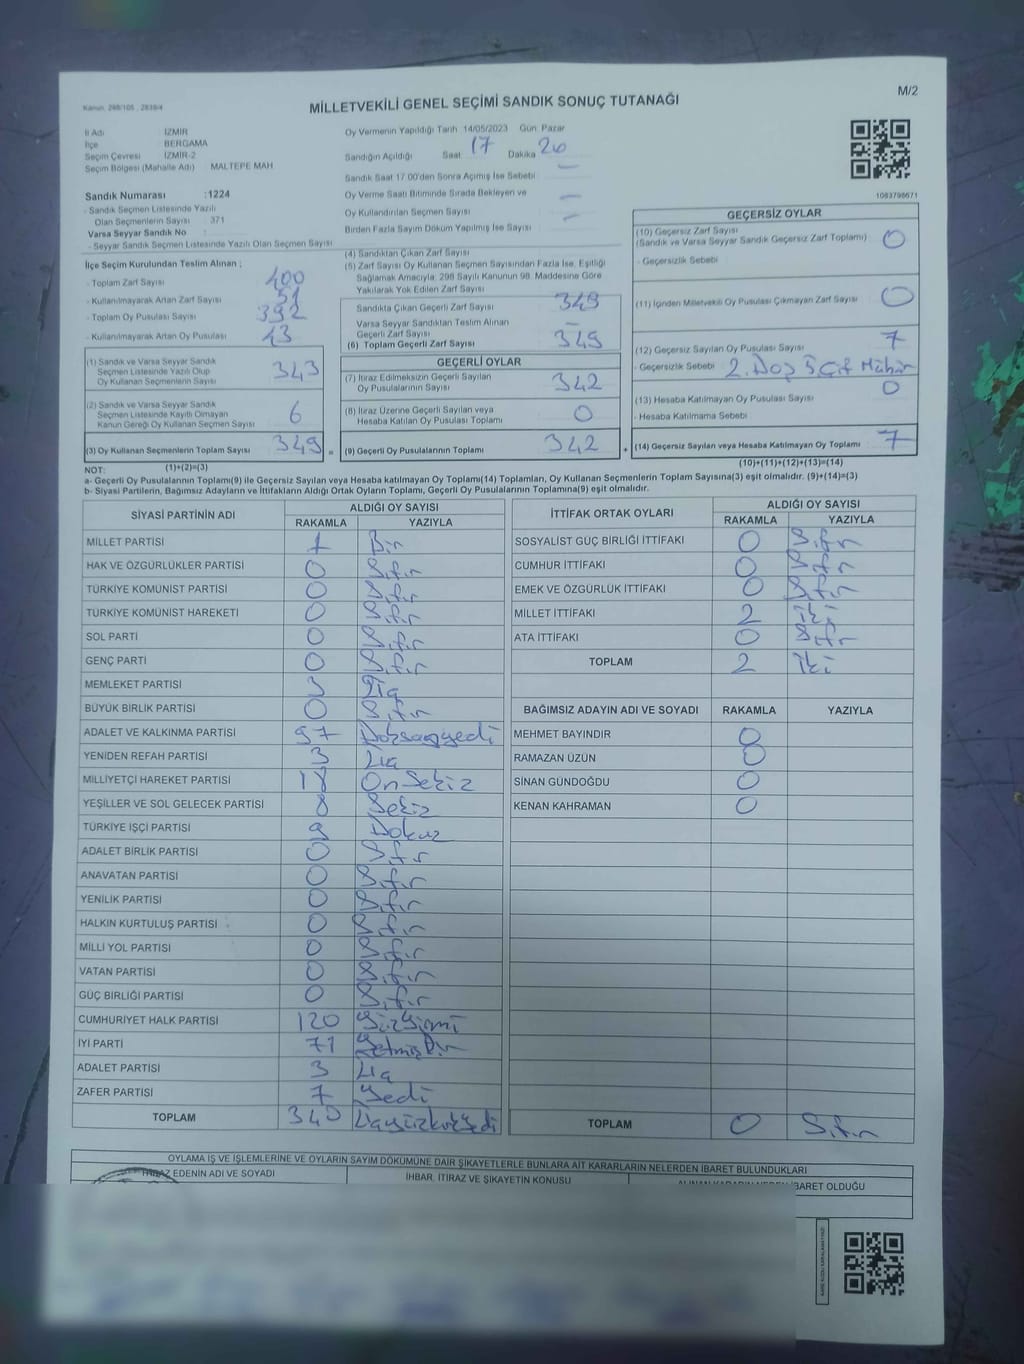 M/2
Kanun, 298/105 , 2839/4
MİLLETVEKİLİ GENEL SEÇİMİ SANDIK SONUÇ TUTANAĞI
İl Adı : İZMİR
İlçe : BERGAMA
Seçim Çevresi : İZMİR-2
Seçim Bölgesi (Mahalle Adı) : MALTEPE MAH
Sandık Numarası :1224
- Sandık Seçmen Listesinde Yazılı
Olan Seçmenlerin Sayısı : 371
Varsa Seyyar Sandık No :
- Seyyar Sandık Seçmen Listesinde Yazılı Olan Seçmen Sayısı :
Oy Vermenin Yapıldığı Tarih 14/05/2023 Gün: Pazar
Sandığın Açıldığı Saat 17 Dakika 26
Sandık Saat 17.00'den Sonra Açılmış İse Sebebi : —
Oy Verme Saati Bitiminde Sırada Bekleyen ve
Oy Kullandırılan Seçmen Sayısı : —
Birden Fazla Sayım Döküm Yapılmış İse Sayısı : —
1083798671
İlçe Seçim Kurulundan Teslim Alınan ;
- Toplam Zarf Sayısı : 400
- Kullanılmayarak Artan Zarf Sayısı : 51
- Toplam Oy Pusulası Sayısı : 392
- Kullanılmayarak Artan Oy Pusulası : 43
(1) Sandık ve Varsa Seyyar Sandık
Seçmen Listesinde Yazılı Olup
Oy Kullanan Seçmenlerin Sayısı : 343
(2) Sandık ve Varsa Seyyar Sandık
Seçmen Listesinde Kayıtlı Olmayan
Kanun Gereği Oy Kullanan Seçmen Sayısı : 6
(3) Oy Kullanan Seçmenlerin Toplam Sayısı : 349 =
(4) Sandıktan Çıkan Zarf Sayısı :
(5) Zarf Sayısı Oy Kullanan Seçmen Sayısından Fazla İse, Eşitliği
Sağlamak Amacıyla, 298 Sayılı Kanunun 98. Maddesine Göre
Yakılarak Yok Edilen Zarf Sayısı :
Sandıkta Çıkan Geçerli Zarf Sayısı : 349
Varsa Seyyar Sandıktan Teslim Alınan
Geçerli Zarf Sayısı : —
(6) Toplam Geçerli Zarf Sayısı : 349
GEÇERLİ OYLAR
(7) İtiraz Edilmeksizin Geçerli Sayılan
Oy Pusulalarının Sayısı : 342
(8) İtiraz Üzerine Geçerli Sayılan veya
Hesaba Katılan Oy Pusulası Toplamı : 0
(9) Geçerli Oy Pusulalarının Toplamı : 342 +
GEÇERSİZ OYLAR
(10) Geçersiz Zarf Sayısı :
(Sandık ve Varsa Seyyar Sandık Geçersiz Zarf Toplamı) 0
- Geçersizlik Sebebi :
(11) İçinden Milletvekili Oy Pusulası Çıkmayan Zarf Sayısı : 0
(12) Geçersiz Sayılan Oy Pusulası Sayısı : 7
- Geçersizlik Sebebi : Çift Mühür
(13) Hesaba Katılmayan Oy Pusulası Sayısı : 0
- Hesaba Katılmama Sebebi :
(14) Geçersiz Sayılan veya Hesaba Katılmayan Oy Toplamı : 7
NOT: (1)+(2)=(3)
(10)+(11)+(12)+(13)=(14)
a- Geçerli Oy Pusulalarının Toplamı(9) ile Geçersiz Sayılan veya Hesaba Katılmayan Oy Toplamı(14) Toplamları, Oy Kullanan Seçmenlerin Toplam Sayısına(3) eşit olmalıdır. (9)+(14)=(3)
b- Siyasi Partilerin, Bağımsız Adayların ve İttifakların Aldığı Ortak Oyların Toplamı, Geçerli Oy Pusulalarının Toplamına(9) eşit olmalıdır.
SİYASİ PARTİNİN ADI ALDIĞI OY SAYISI
RAKAMLA YAZIYLA
MİLLET PARTİSİ 1 Bir
HAK VE ÖZGÜRLÜKLER PARTİSİ 0 Sıfır
TÜRKİYE KOMÜNİST PARTİSİ 0 Sıfır
TÜRKİYE KOMÜNİST HAREKETİ 0 Sıfır
SOL PARTİ 0 Sıfır
GENÇ PARTİ 0 Sıfır
MEMLEKET PARTİSİ 3 Üç
BÜYÜK BİRLİK PARTİSİ 0 Sıfır
ADALET VE KALKINMA PARTİSİ 97 Doksanyedi
YENİDEN REFAH PARTİSİ 3 Üç
MİLLİYETÇİ HAREKET PARTİSİ 18 Onsekiz
YEŞİLLER VE SOL GELECEK PARTİSİ 8 Sekiz
TÜRKİYE İŞÇİ PARTİSİ 9 Dokuz
ADALET BİRLİK PARTİSİ 0 Sıfır
ANAVATAN PARTİSİ 0 Sıfır
YENİLİK PARTİSİ 0 Sıfır
HALKIN KURTULUŞ PARTİSİ 0 Sıfır
MİLLİ YOL PARTİSİ 0 Sıfır
VATAN PARTİSİ 0 Sıfır
GÜÇ BİRLİĞİ PARTİSİ 0 Sıfır
CUMHURİYET HALK PARTİSİ 120 Yüzyirmi
İYİ PARTİ 71 Yetmişbir
ADALET PARTİSİ 3 Üç
ZAFER PARTİSİ 7 Yedi
TOPLAM 340
İTTİFAK ORTAK OYLARI ALDIĞI OY SAYISI
RAKAMLA YAZIYLA
SOSYALİST GÜÇ BİRLİĞİ İTTİFAKI 0 Sıfır
CUMHUR İTTİFAKI 0 Sıfır
EMEK VE ÖZGÜRLÜK İTTİFAKI 0 Sıfır
MİLLET İTTİFAKI 2 İki
ATA İTTİFAKI 0 Sıfır
TOPLAM 2 İki
BAĞIMSIZ ADAYIN ADI VE SOYADI RAKAMLA YAZIYLA
MEHMET BAYINDIR 0
RAMAZAN ÜZÜN 0
SİNAN GÜNDOĞDU 0
KENAN KAHRAMAN 0
TOPLAM 0 Sıfır
OYLAMA İŞ VE İŞLEMLERİNE VE OYLARIN SAYIM DÖKÜMÜNE DAİR ŞİKAYETLERLE BUNLARA AİT KARARLARIN NELERDEN İBARET BULUNDUKLARI
İTİRAZ EDENİN ADI VE SOYADI İHBAR, İTİRAZ VE ŞİKAYETİN KONUSU ALINAN KARARIN NEDEN İBARET OLDUĞU